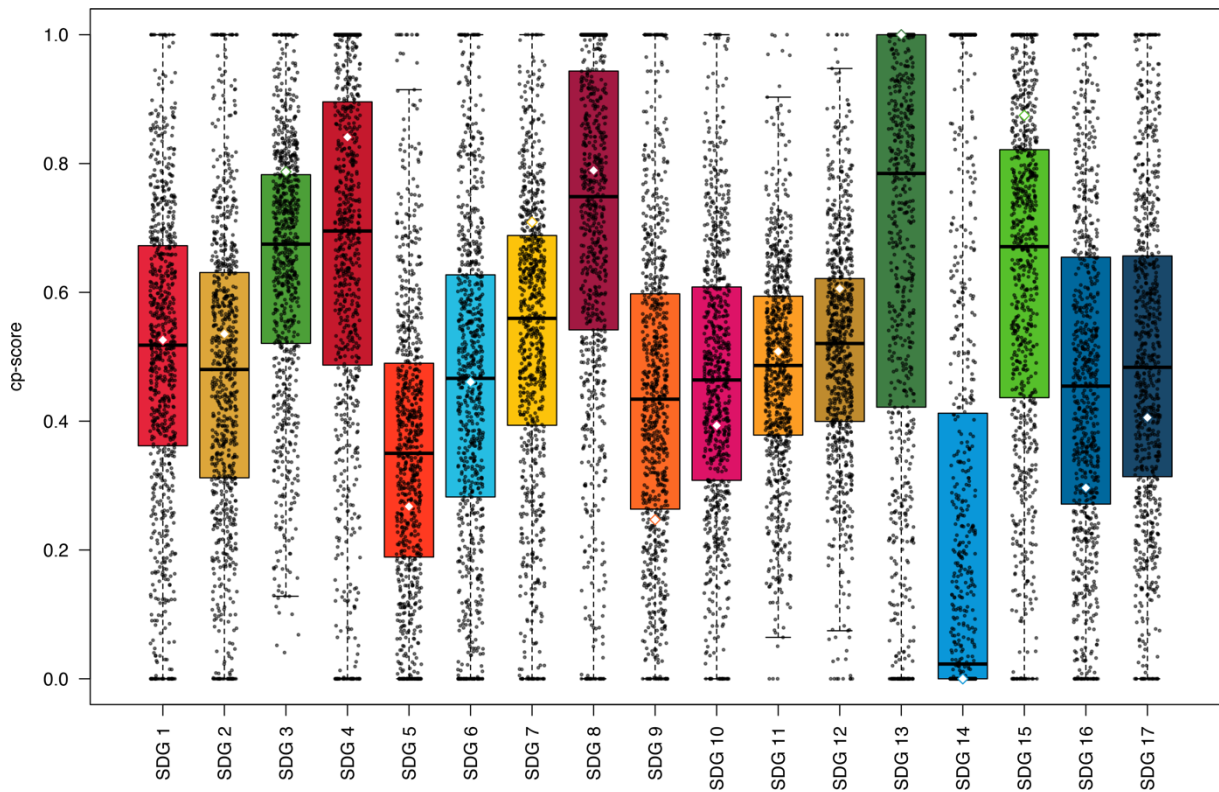 1.0
0.8
0.6
0.4
0.2
0.0
cp-score
SDG 1
SDG 2
SDG 3
SDG 4
SDG 5
SDG 6
SDG 7
SDG 8
SDG 9
SDG 10
SDG 11
SDG 12
SDG 13
SDG 14
SDG 15
SDG 16
SDG 17